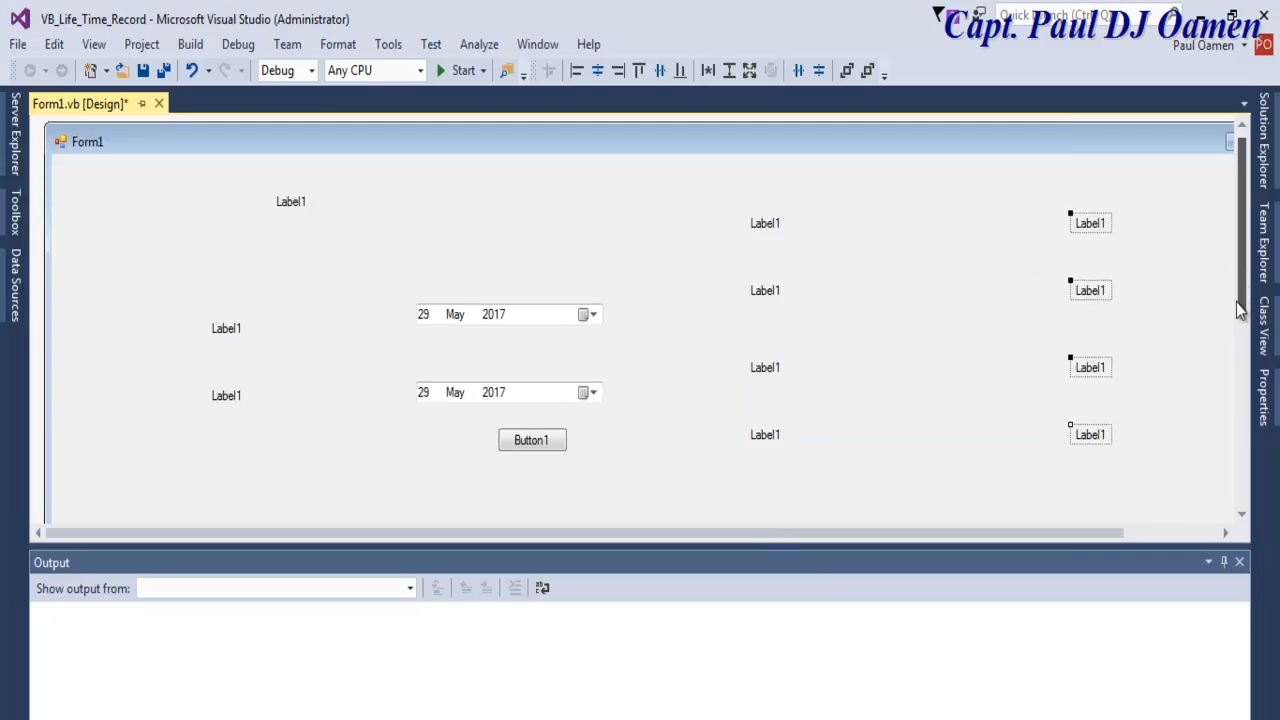 VB_Life_Time_Record - Microsoft Visual Studio (Administrator)
Capt. Paul DJ Oamen
File Edit View Project Build Debug Team Format Tools Test Analyze Window Help
Paul Oamen PO
Debug Any CPU Start
Form1.vb [Design]*
Server Explorer
Toolbox
Data Sources
Form1
Label1
Label1 Label1
Label1 Label1
29 May 2017
Label1
Label1 Label1
29 May 2017
Label1
Label1 Label1
Button1
Solution Explorer
Team Explorer
Class View
Properties
Output
Show output from: